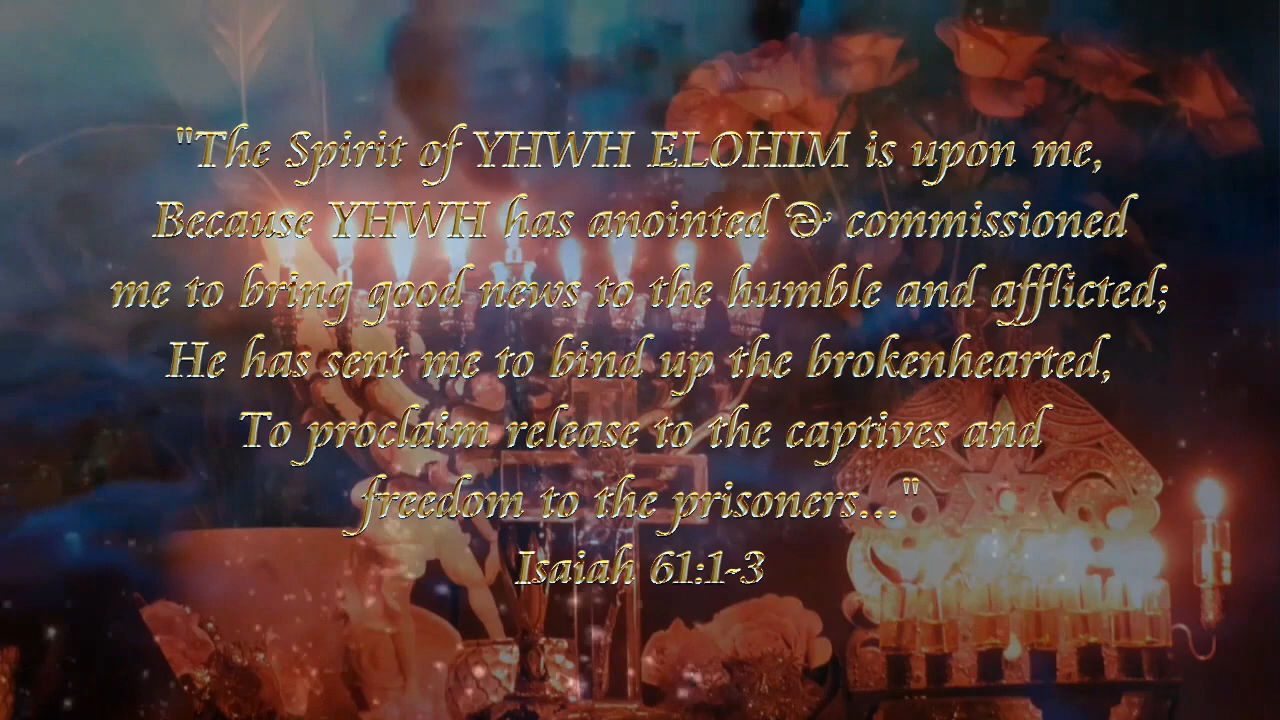 "The Spirit of YHWH ELOHIM is upon me,
Because YHWH has anointed & commissioned
me to bring good news to the humble and afflicted;
He has sent me to bind up the brokenhearted,
To proclaim release to the captives and
freedom to the prisoners..."
Isaiah 61:1-3